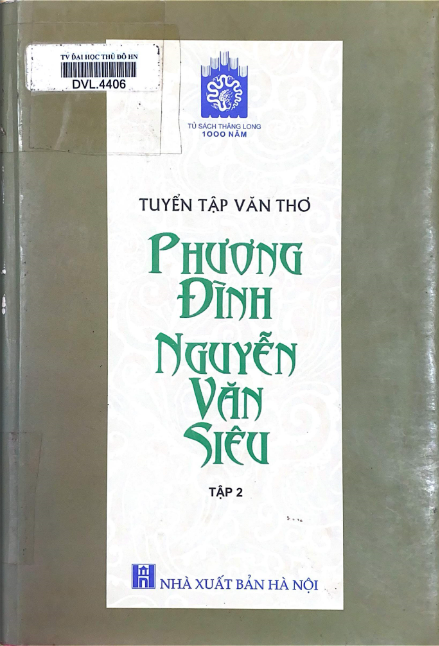 TV ĐẠI HỌC THỦ ĐÔ HN
DVL.4406
TỦ SÁCH THĂNG LONG
1000 NĂM
TUYỂN TẬP VĂN THƠ
PHƯƠNG
ĐÌNH
NGUYỄN
VĂN
SIÊU
TẬP 2
NHÀ XUẤT BẢN HÀ NỘI